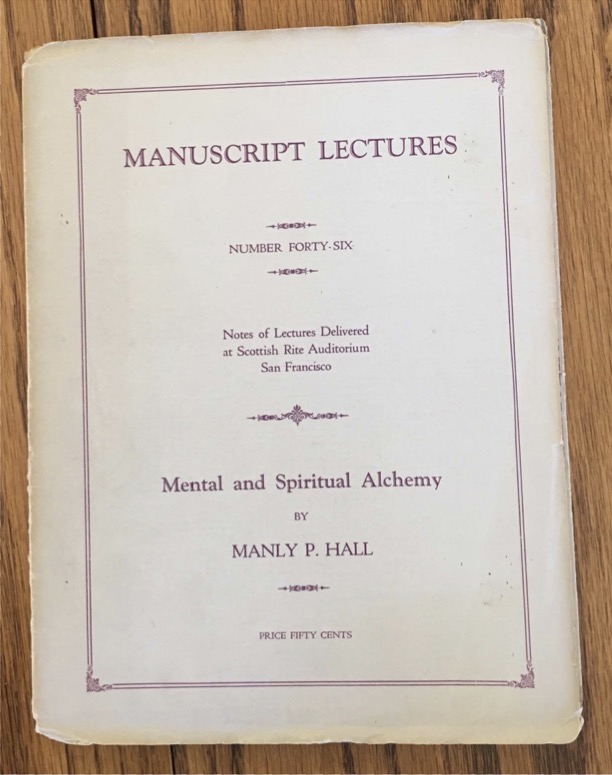 MANUSCRIPT LECTURES
NUMBER FORTY-SIX
Notes of Lectures Delivered
at Scottish Rite Auditorium
San Francisco
Mental and Spiritual Alchemy
BY
MANLY P. HALL
PRICE FIFTY CENTS